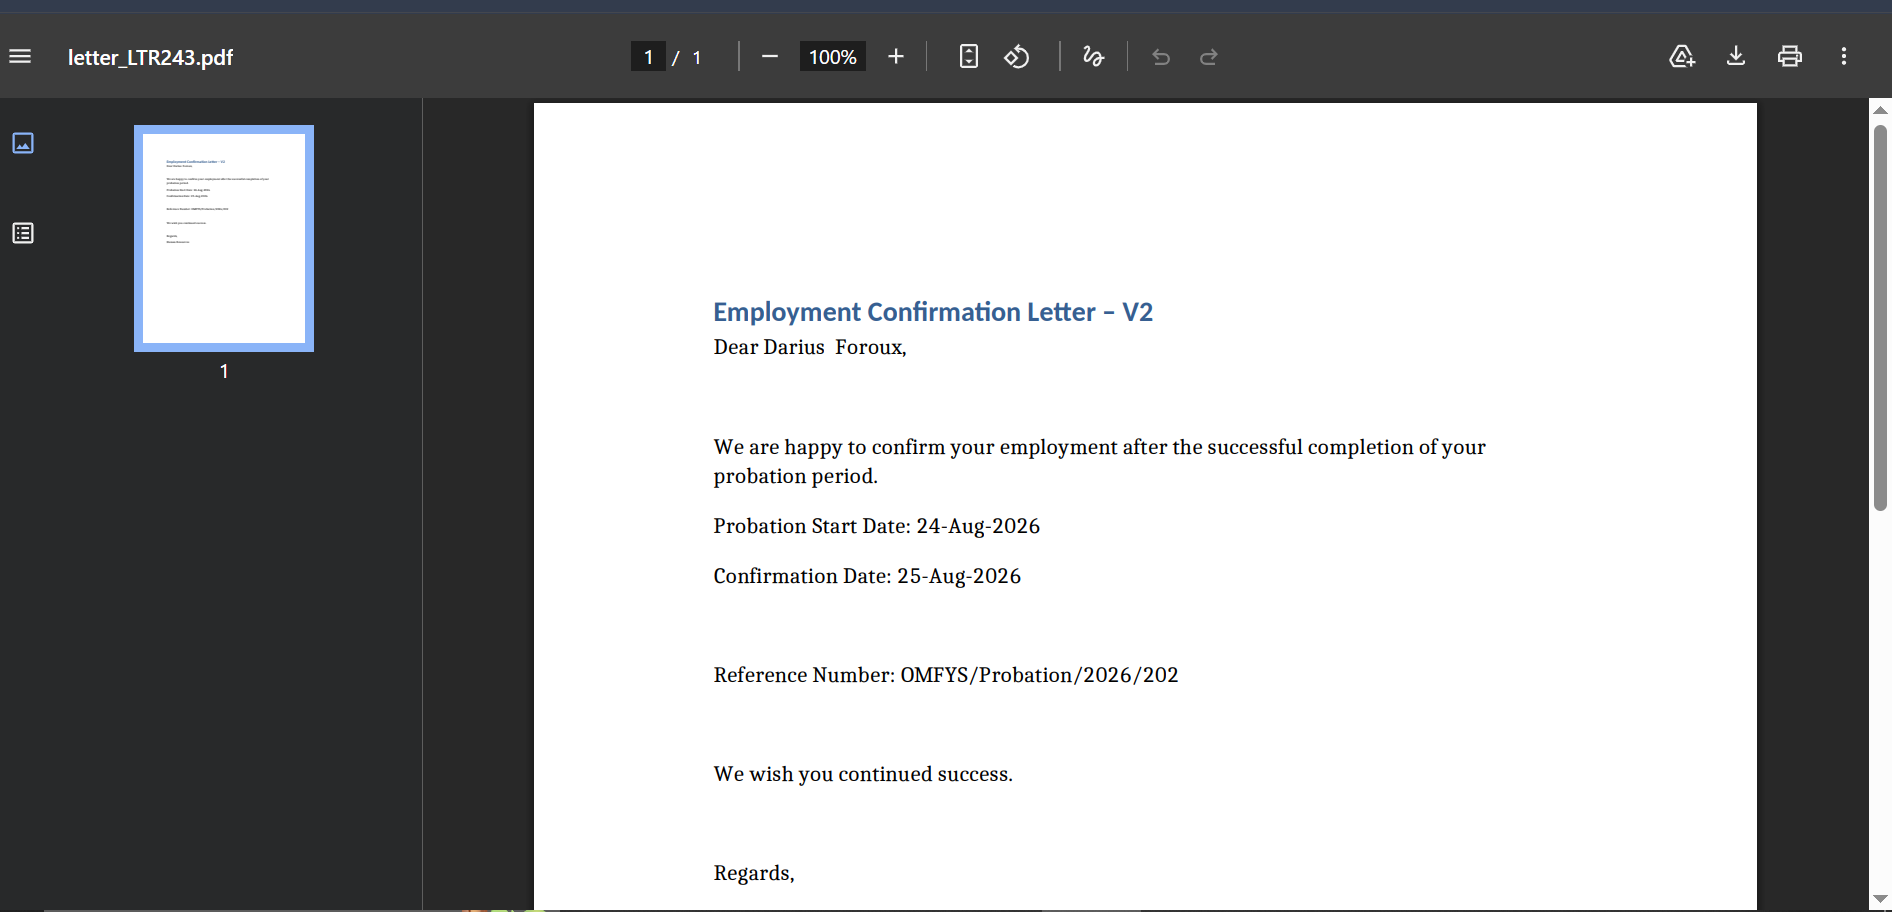 letter_LTR243.pdf
1 / 1
100%
Employment Confirmation Letter – V2
Dear Darius  Foroux,
We are happy to confirm your employment after the successful completion of your
probation period.
Probation Start Date: 24-Aug-2026
Confirmation Date: 25-Aug-2026
Reference Number: OMFYS/Probation/2026/202
We wish you continued success.
Regards,
1